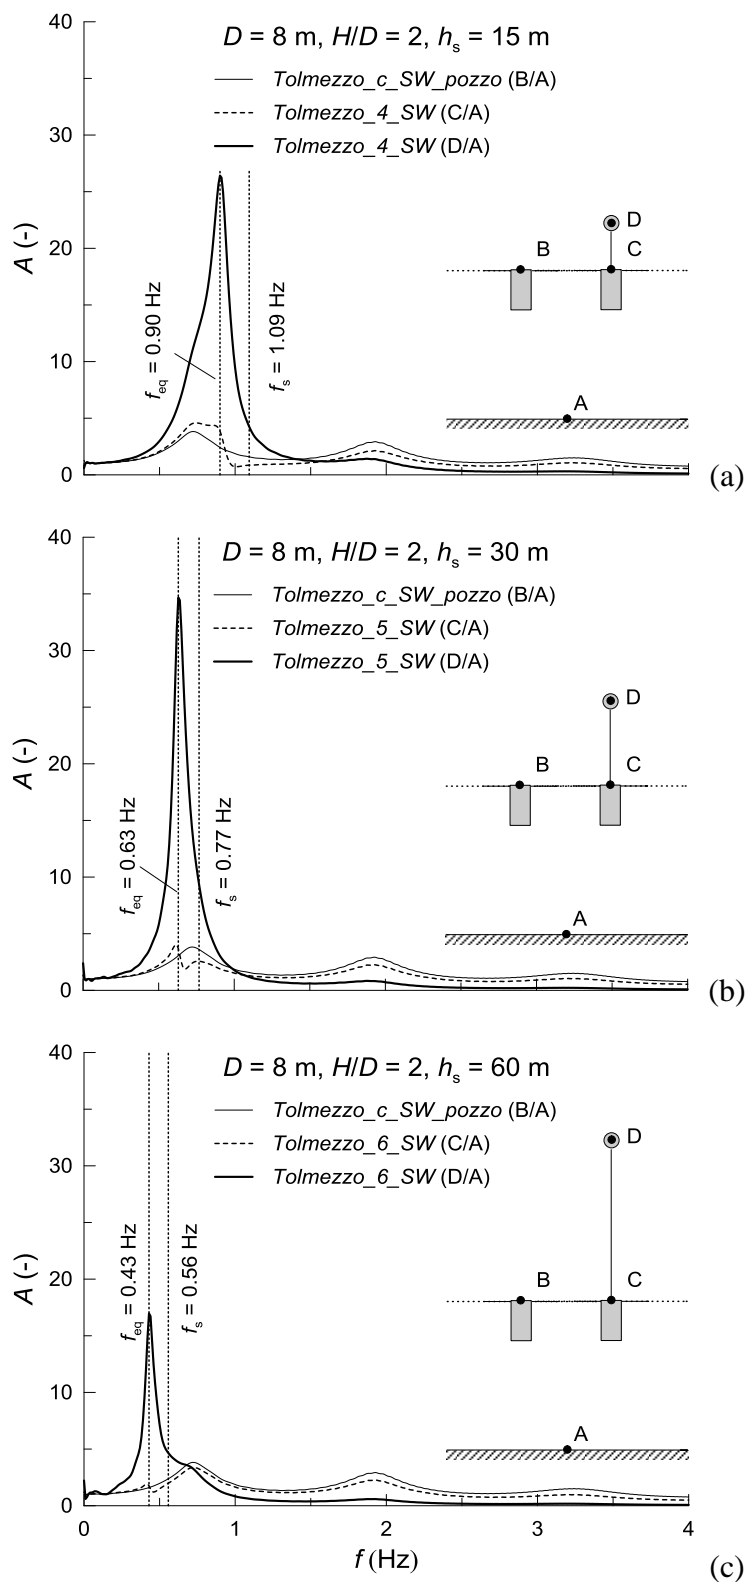 40
D = 8 m, H/D = 2, hs = 15 m
Tolmezzo_c_SW_pozzo (B/A)
Tolmezzo_4_SW (C/A)
Tolmezzo_4_SW (D/A)
30
20
10
0
A (-)
feq = 0.90 Hz
fs = 1.09 Hz
D
B
C
A
(a)
40
D = 8 m, H/D = 2, hs = 30 m
Tolmezzo_c_SW_pozzo (B/A)
Tolmezzo_5_SW (C/A)
Tolmezzo_5_SW (D/A)
30
20
10
0
A (-)
feq = 0.63 Hz
fs = 0.77 Hz
D
B
C
A
(b)
40
D = 8 m, H/D = 2, hs = 60 m
Tolmezzo_c_SW_pozzo (B/A)
Tolmezzo_6_SW (C/A)
Tolmezzo_6_SW (D/A)
30
20
10
0
A (-)
feq = 0.43 Hz
fs = 0.56 Hz
D
B
C
A
0 1 2 3 4
f (Hz)
(c)